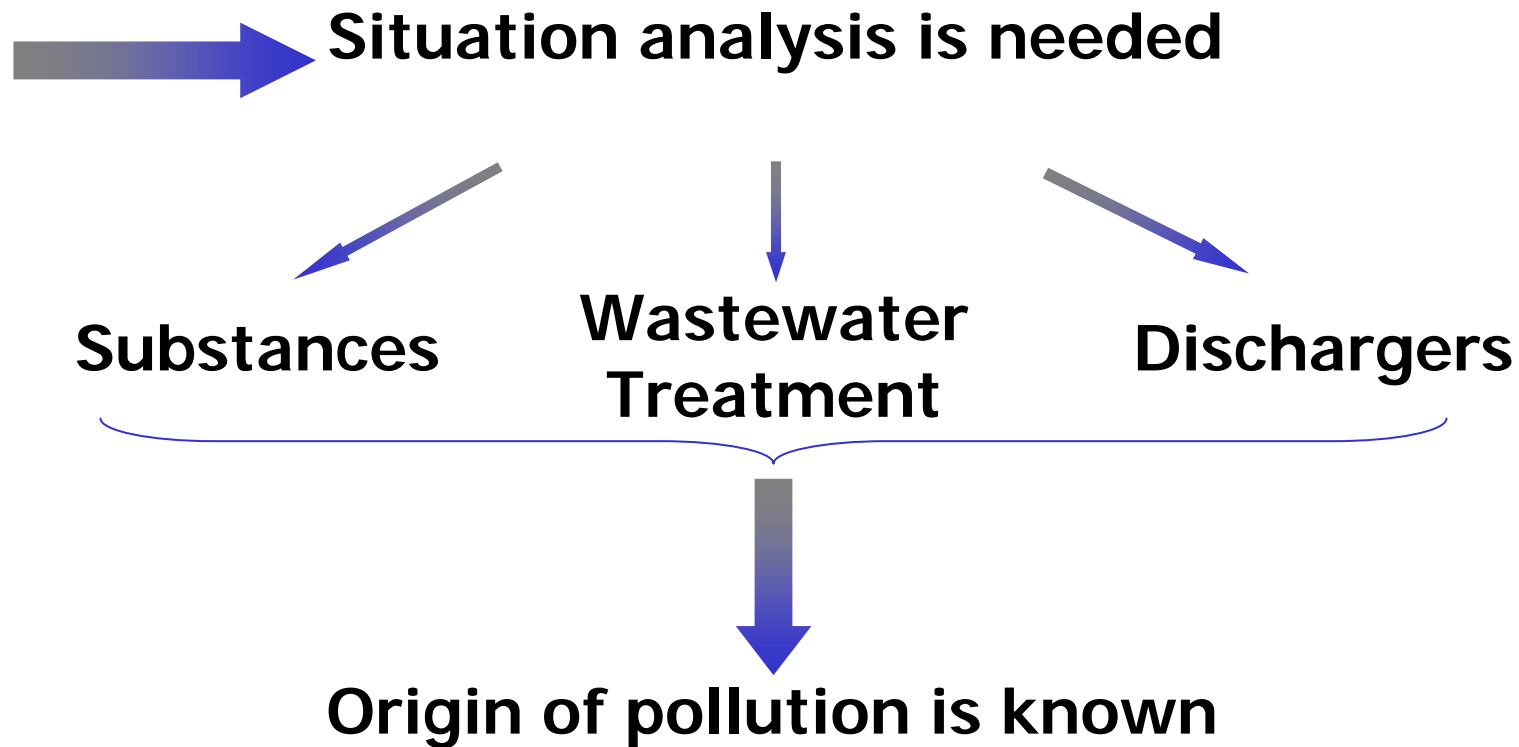 Situation analysis is needed
Substances
Wastewater
Treatment
Dischargers
Origin of pollution is known